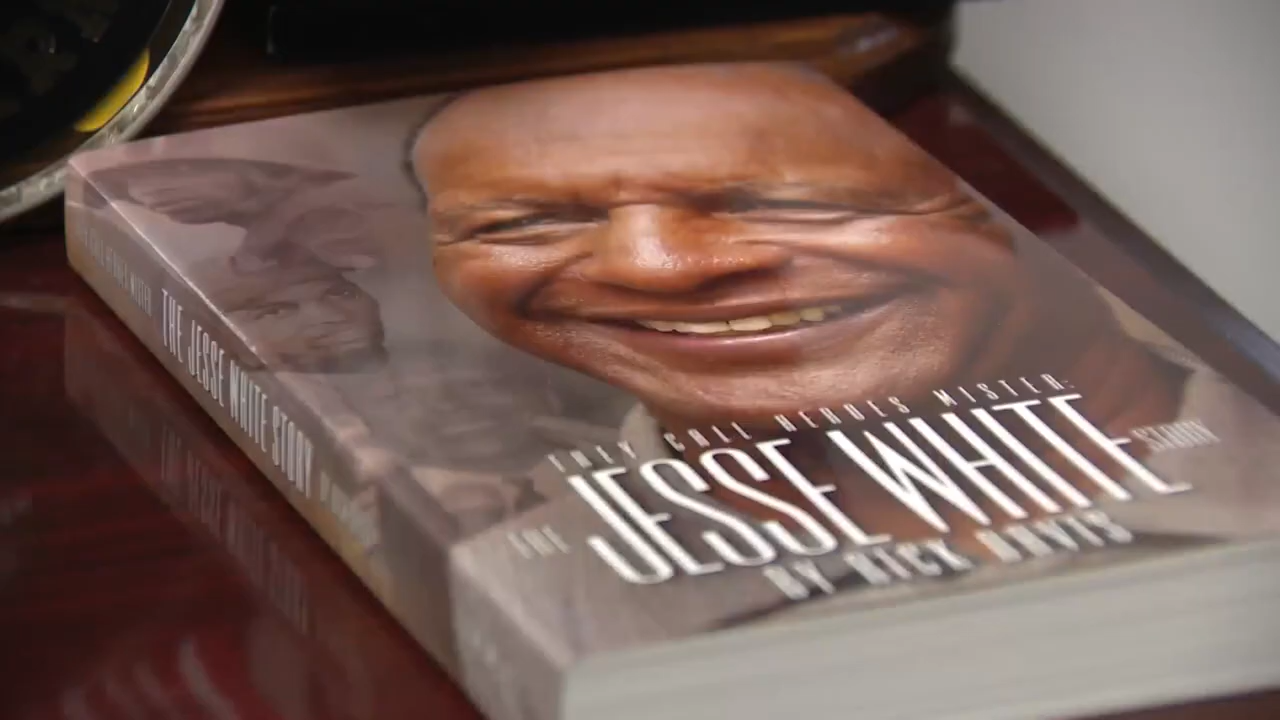 THEY CALL HEROES MISTER:
THE JESSE WHITE STORY
BY RICK DAVIS
THE JESSE WHITE STORY